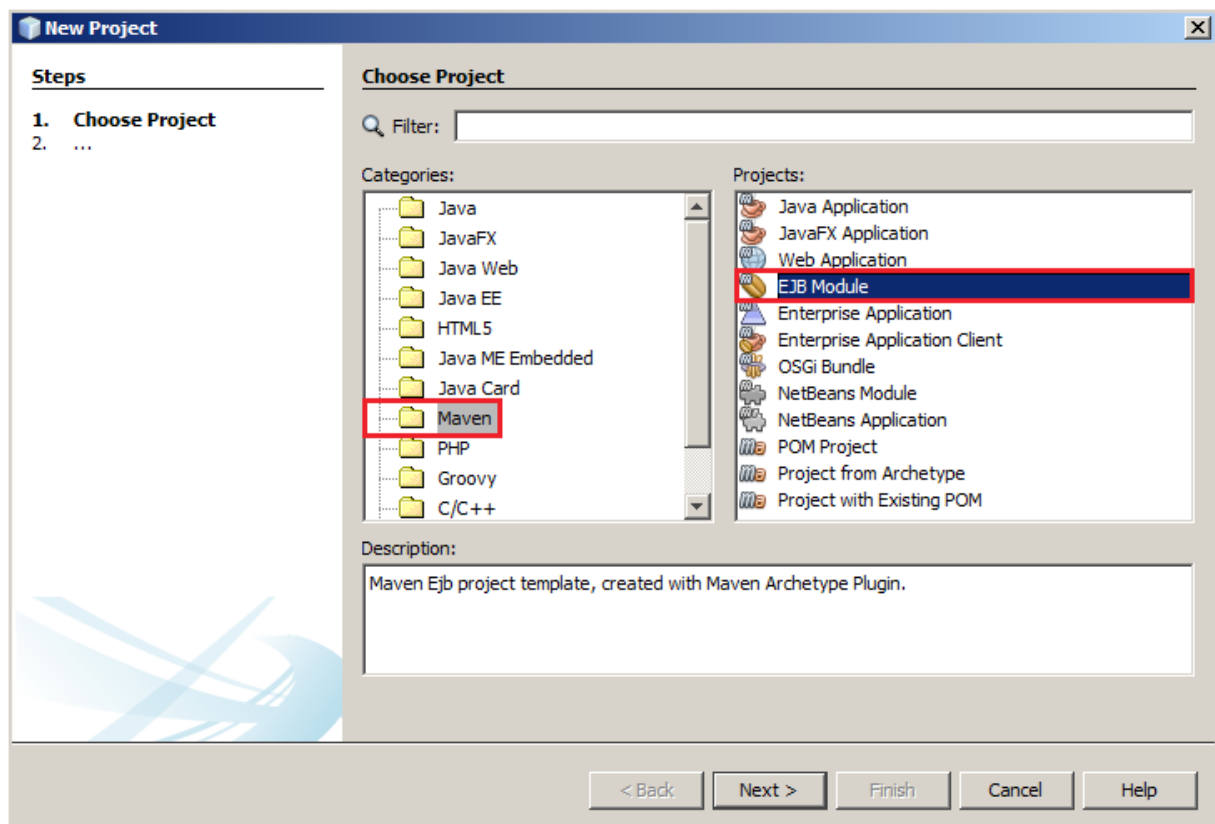 New Project
Steps
1. Choose Project
2. ...
Choose Project
Filter:
Categories:
Java
JavaFX
Java Web
Java EE
HTML5
Java ME Embedded
Java Card
Maven
PHP
Groovy
C/C++
Projects:
Java Application
JavaFX Application
Web Application
EJB Module
Enterprise Application
Enterprise Application Client
OSGi Bundle
NetBeans Module
NetBeans Application
POM Project
Project from Archetype
Project with Existing POM
Description:
Maven Ejb project template, created with Maven Archetype Plugin.
< Back Next > Finish Cancel Help